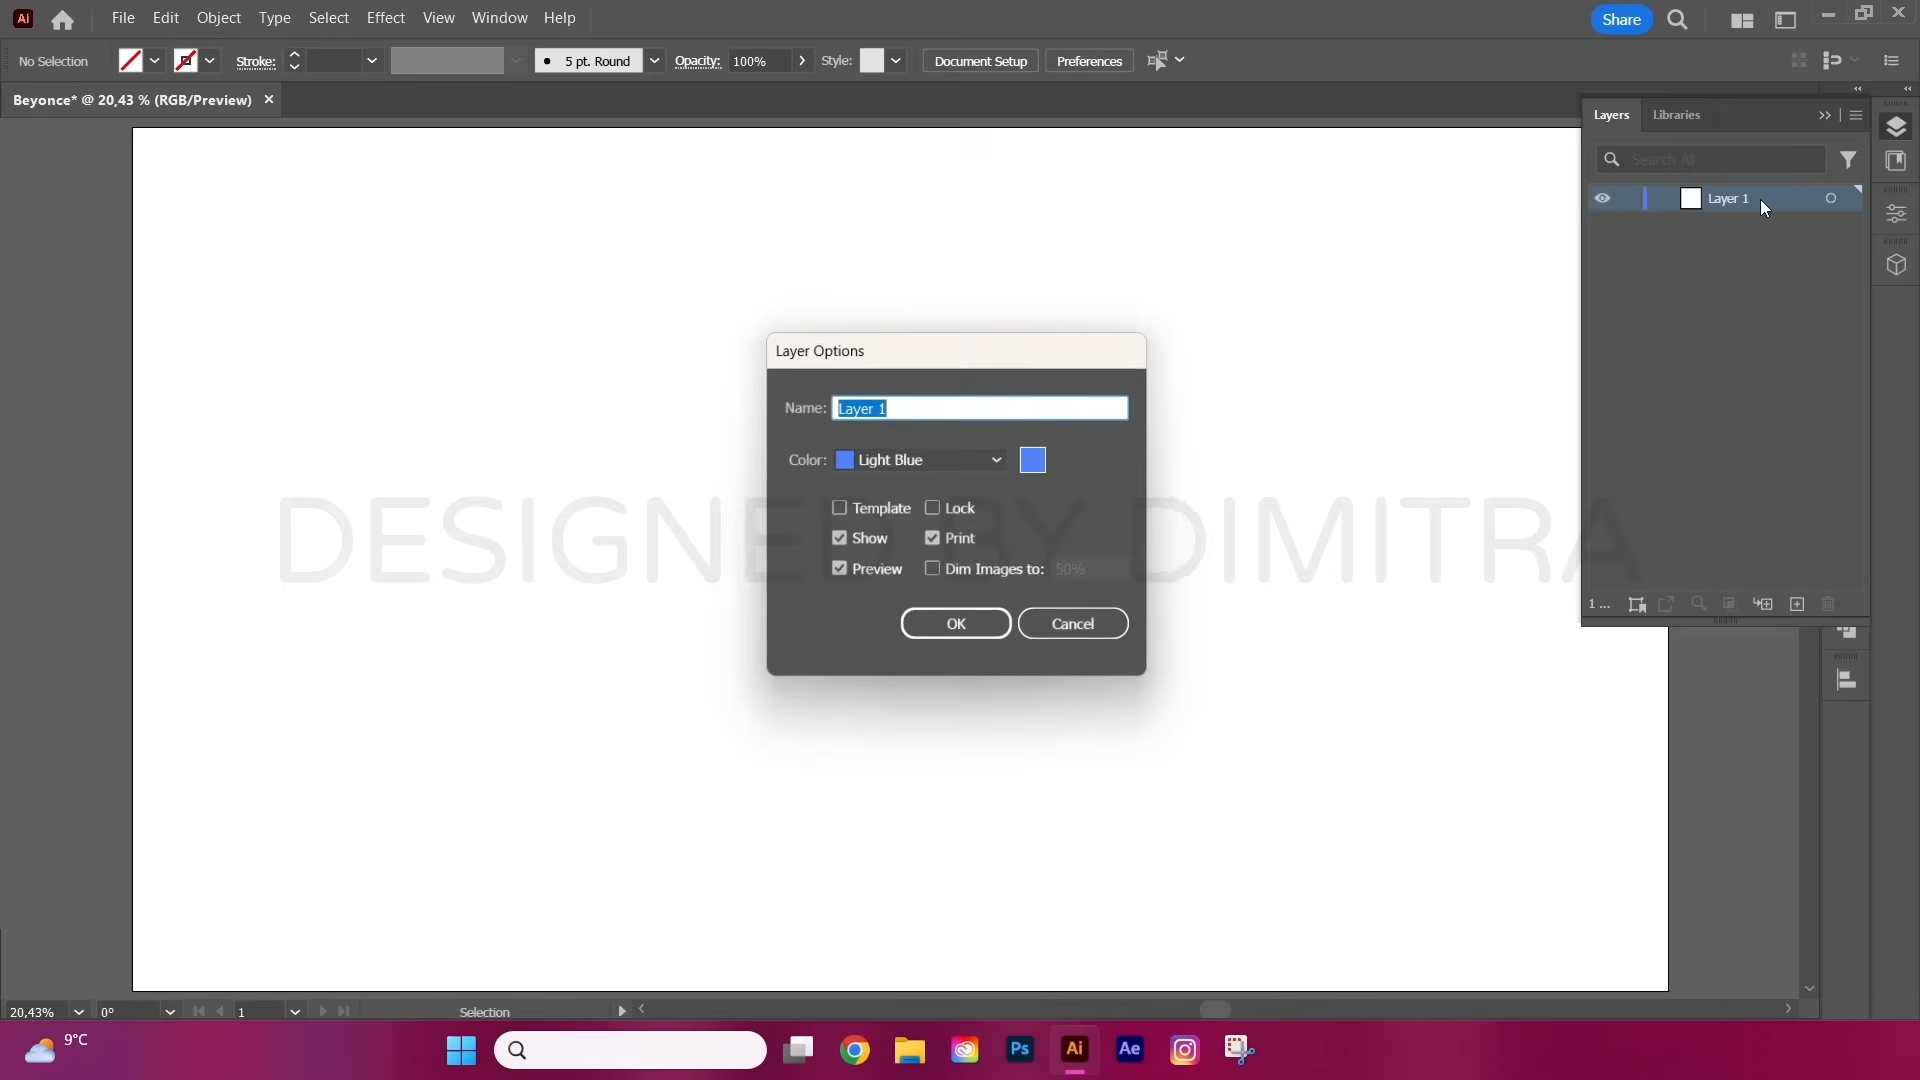 Ai File Edit Object Type Select Effect View Window Help Share
No Selection Stroke: 5 pt. Round Opacity: 100% Style: Document Setup Preferences
Beyonce* @ 20,43 % (RGB/Preview)
Layers Libraries
Search All
Layer 1
Layer Options
Name: Layer 1
Color: Light Blue
DESIGNED BY DIMITRA
Template Lock
Show Print
Preview Dim Images to: 50%
OK Cancel
1 ...
20,43% 0° 1 Selection
9°C
Ps Ai Ae